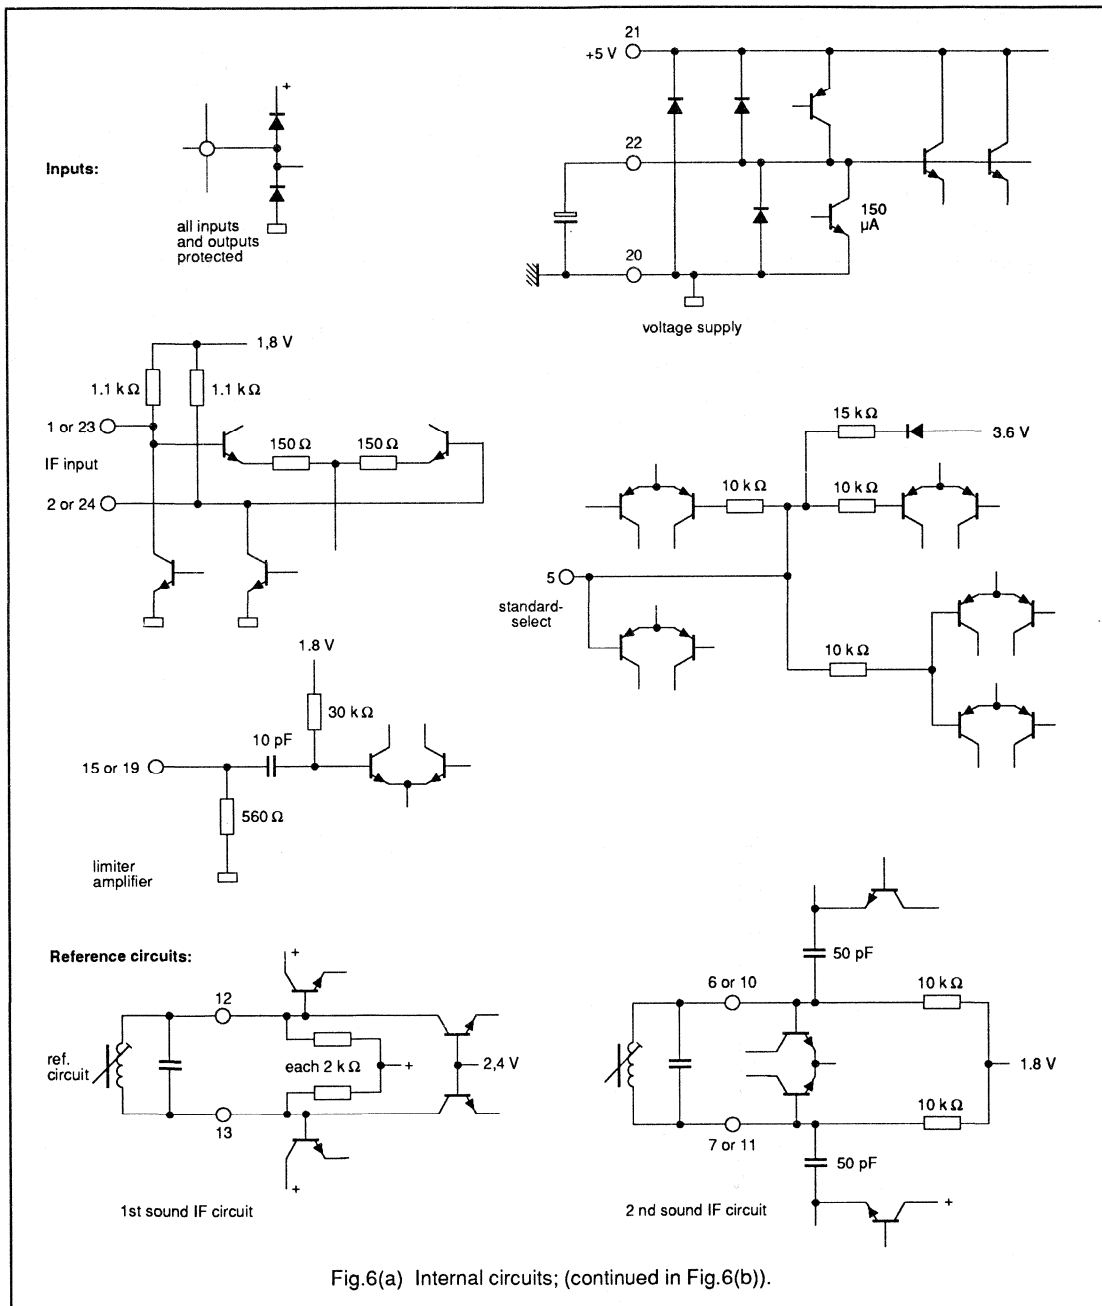 21
+5 V
+
22
Inputs:
150
µA
all inputs
and outputs
protected
20
voltage supply
1,8 V
1.1 kΩ
1.1 kΩ
15 kΩ
3.6 V
1 or 23
150 Ω
150 Ω
IF input
10 kΩ
10 kΩ
2 or 24
5
standard-
select
1.8 V
10 kΩ
30 kΩ
10 pF
15 or 19
560 Ω
limiter
amplifier
Reference circuits:
+
50 pF
12
6 or 10
10 kΩ
ref.
circuit
each 2 kΩ
+
2,4 V
1.8 V
10 kΩ
13
7 or 11
50 pF
+
+
1st sound IF circuit
2 nd sound IF circuit
Fig.6(a) Internal circuits; (continued in Fig.6(b)).